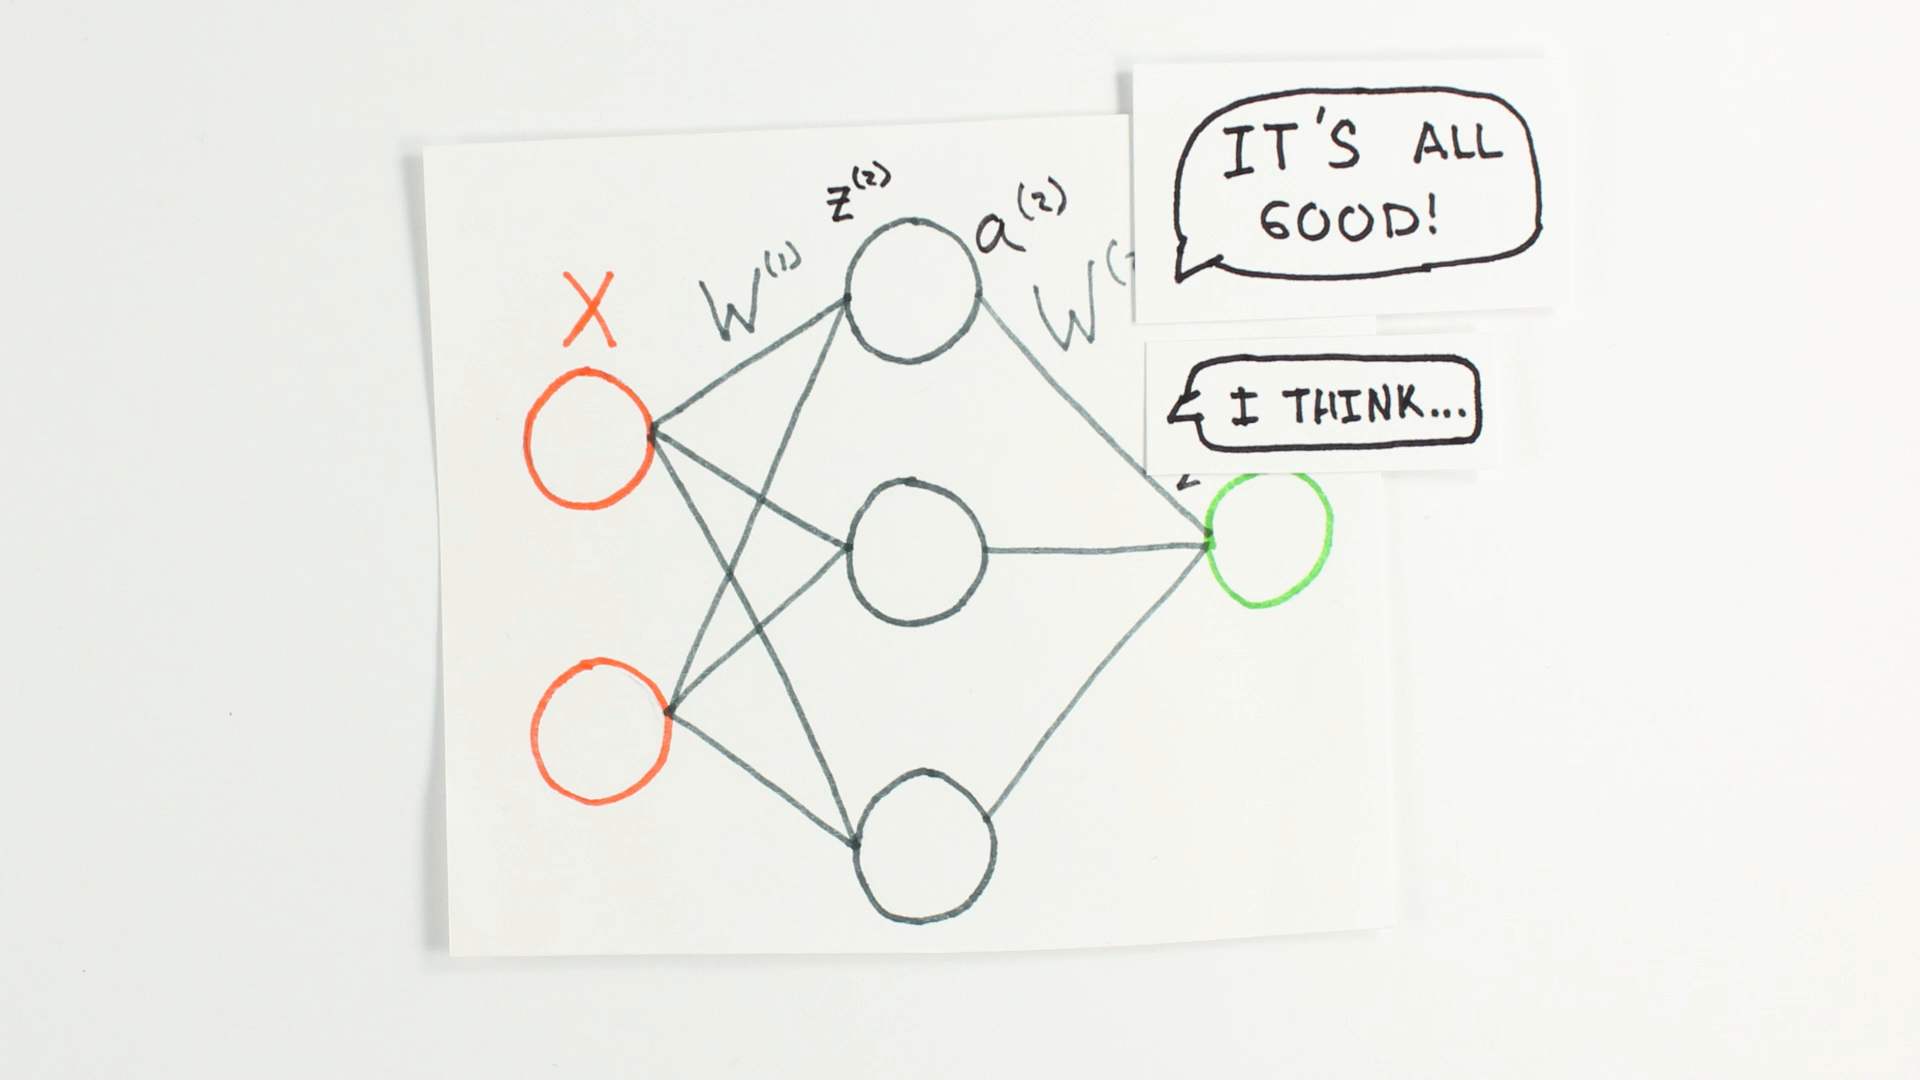 IT'S ALL
GOOD!
I THINK...
z(2)
a(2)
W(1)
W(
X